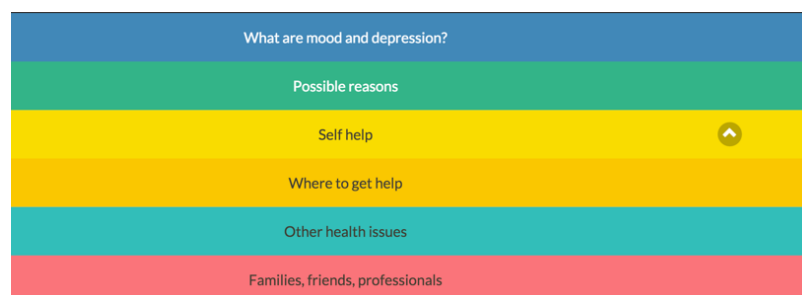 What are mood and depression?
Possible reasons
Self help
Where to get help
Other health issues
Families, friends, professionals